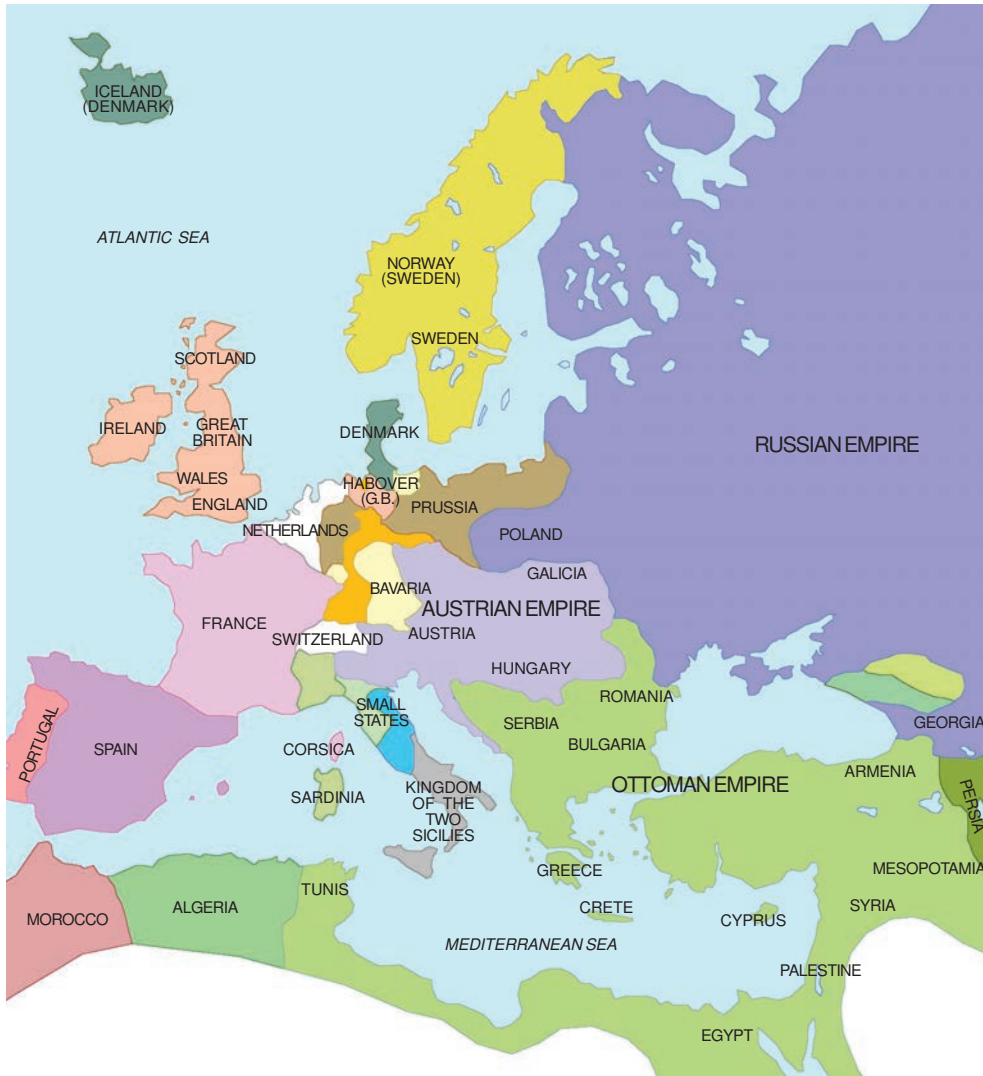 ICELAND
(DENMARK)
ATLANTIC SEA
NORWAY
(SWEDEN)
SWEDEN
SCOTLAND
IRELAND
GREAT
BRITAIN
DENMARK
RUSSIAN EMPIRE
WALES
HABOVER
(G.B.)
ENGLAND
PRUSSIA
NETHERLANDS
POLAND
GALICIA
BAVARIA
AUSTRIAN EMPIRE
FRANCE
SWITZERLAND
AUSTRIA
HUNGARY
ROMANIA
SMALL
STATES
SERBIA
GEORGIA
PORTUGAL
SPAIN
CORSICA
BULGARIA
ARMENIA
OTTOMAN EMPIRE
PERSIA
SARDINIA
KINGDOM
OF THE
TWO
SICILIES
GREECE
MESOPOTAMIA
TUNIS
CRETE
SYRIA
MOROCCO
ALGERIA
CYPRUS
MEDITERRANEAN SEA
PALESTINE
EGYPT